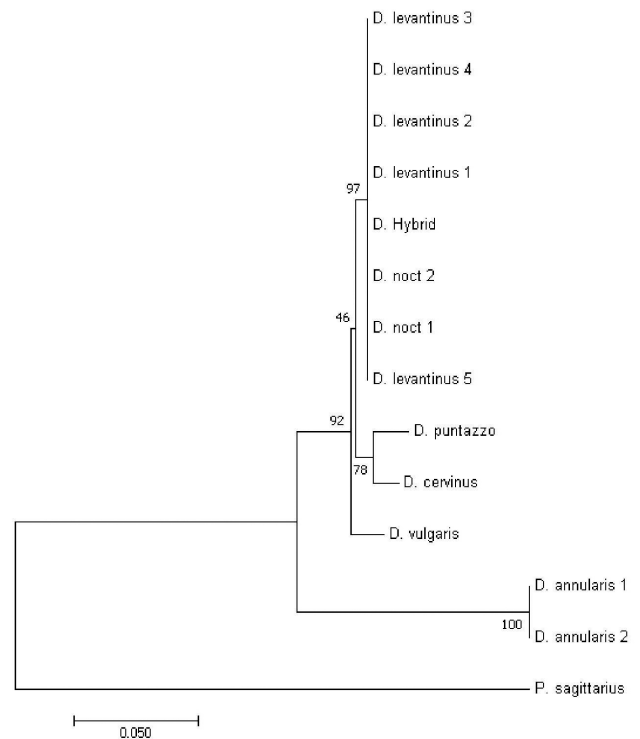 D. levantinus 3
D. levantinus 4
D. levantinus 2
D. levantinus 1
97
D. Hybrid
D. noct 2
46
D. noct 1
D. levantinus 5
92
D. puntazzo
78
D. cervinus
D. vulgaris
D. annularis 1
100
D. annularis 2
P. sagittarius
0.050